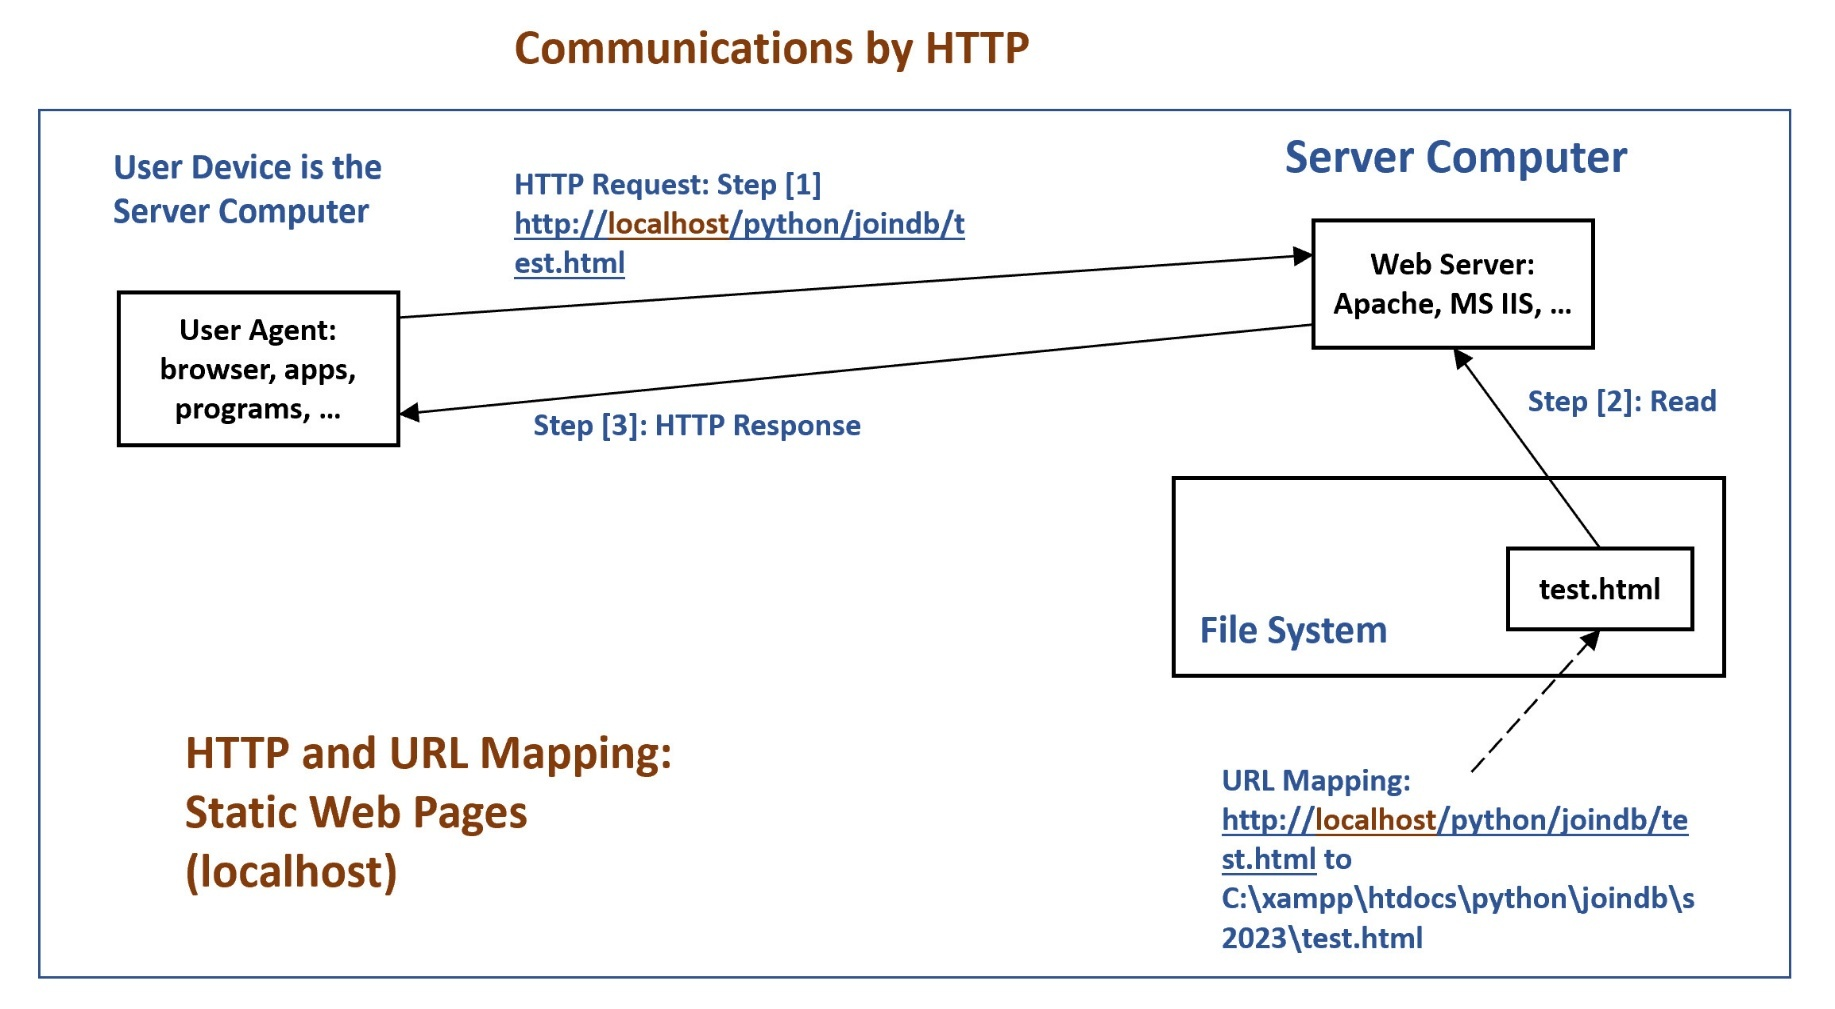 Communications by HTTP
User Device is the
Server Computer
HTTP Request: Step [1]
http://localhost/python/joindb/t
est.html
Server Computer
Web Server:
Apache, MS IIS, ...
User Agent:
browser, apps,
programs, ...
Step [3]: HTTP Response
Step [2]: Read
test.html
File System
HTTP and URL Mapping:
Static Web Pages
(localhost)
URL Mapping:
http://localhost/python/joindb/te
st.html to
C:\xampp\htdocs\python\joindb\s
2023\test.html